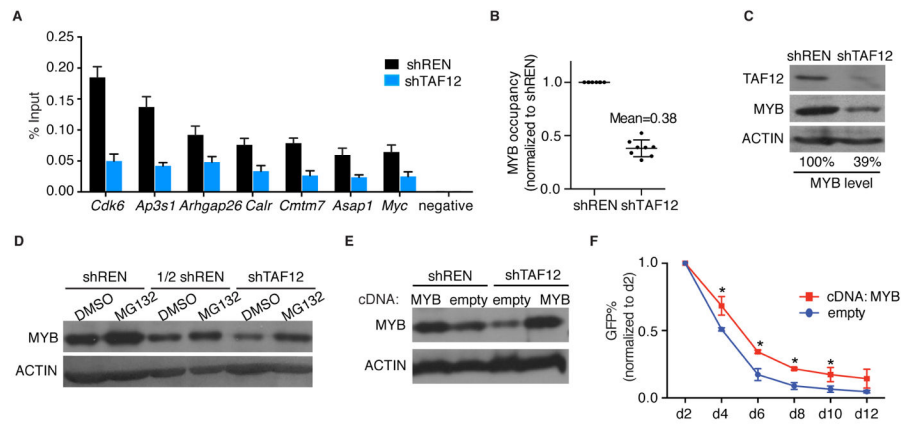 A
0.25
0.20
0.15
0.10
0.05
0.00
% Input
shREN
shTAF12
Cdk6 Ap3s1 Arhgap26 Calr Cmtm7 Asap1 Myc negative
B
MYB occupancy
(normalized to shREN)
1.0
0.5
0.0
Mean=0.38
shREN shTAF12
C
shREN shTAF12
TAF12
MYB
ACTIN
100% 39%
MYB level
D
shREN 1/2 shREN shTAF12
DMSO MG132 DMSO MG132 DMSO MG132
MYB
ACTIN
E
shREN shTAF12
cDNA: MYB empty empty MYB
MYB
ACTIN
F
GFP%
(normalized to d2)
1.0
0.5
0.0
* * * * 
cDNA: MYB
empty
d2 d4 d6 d8 d10 d12